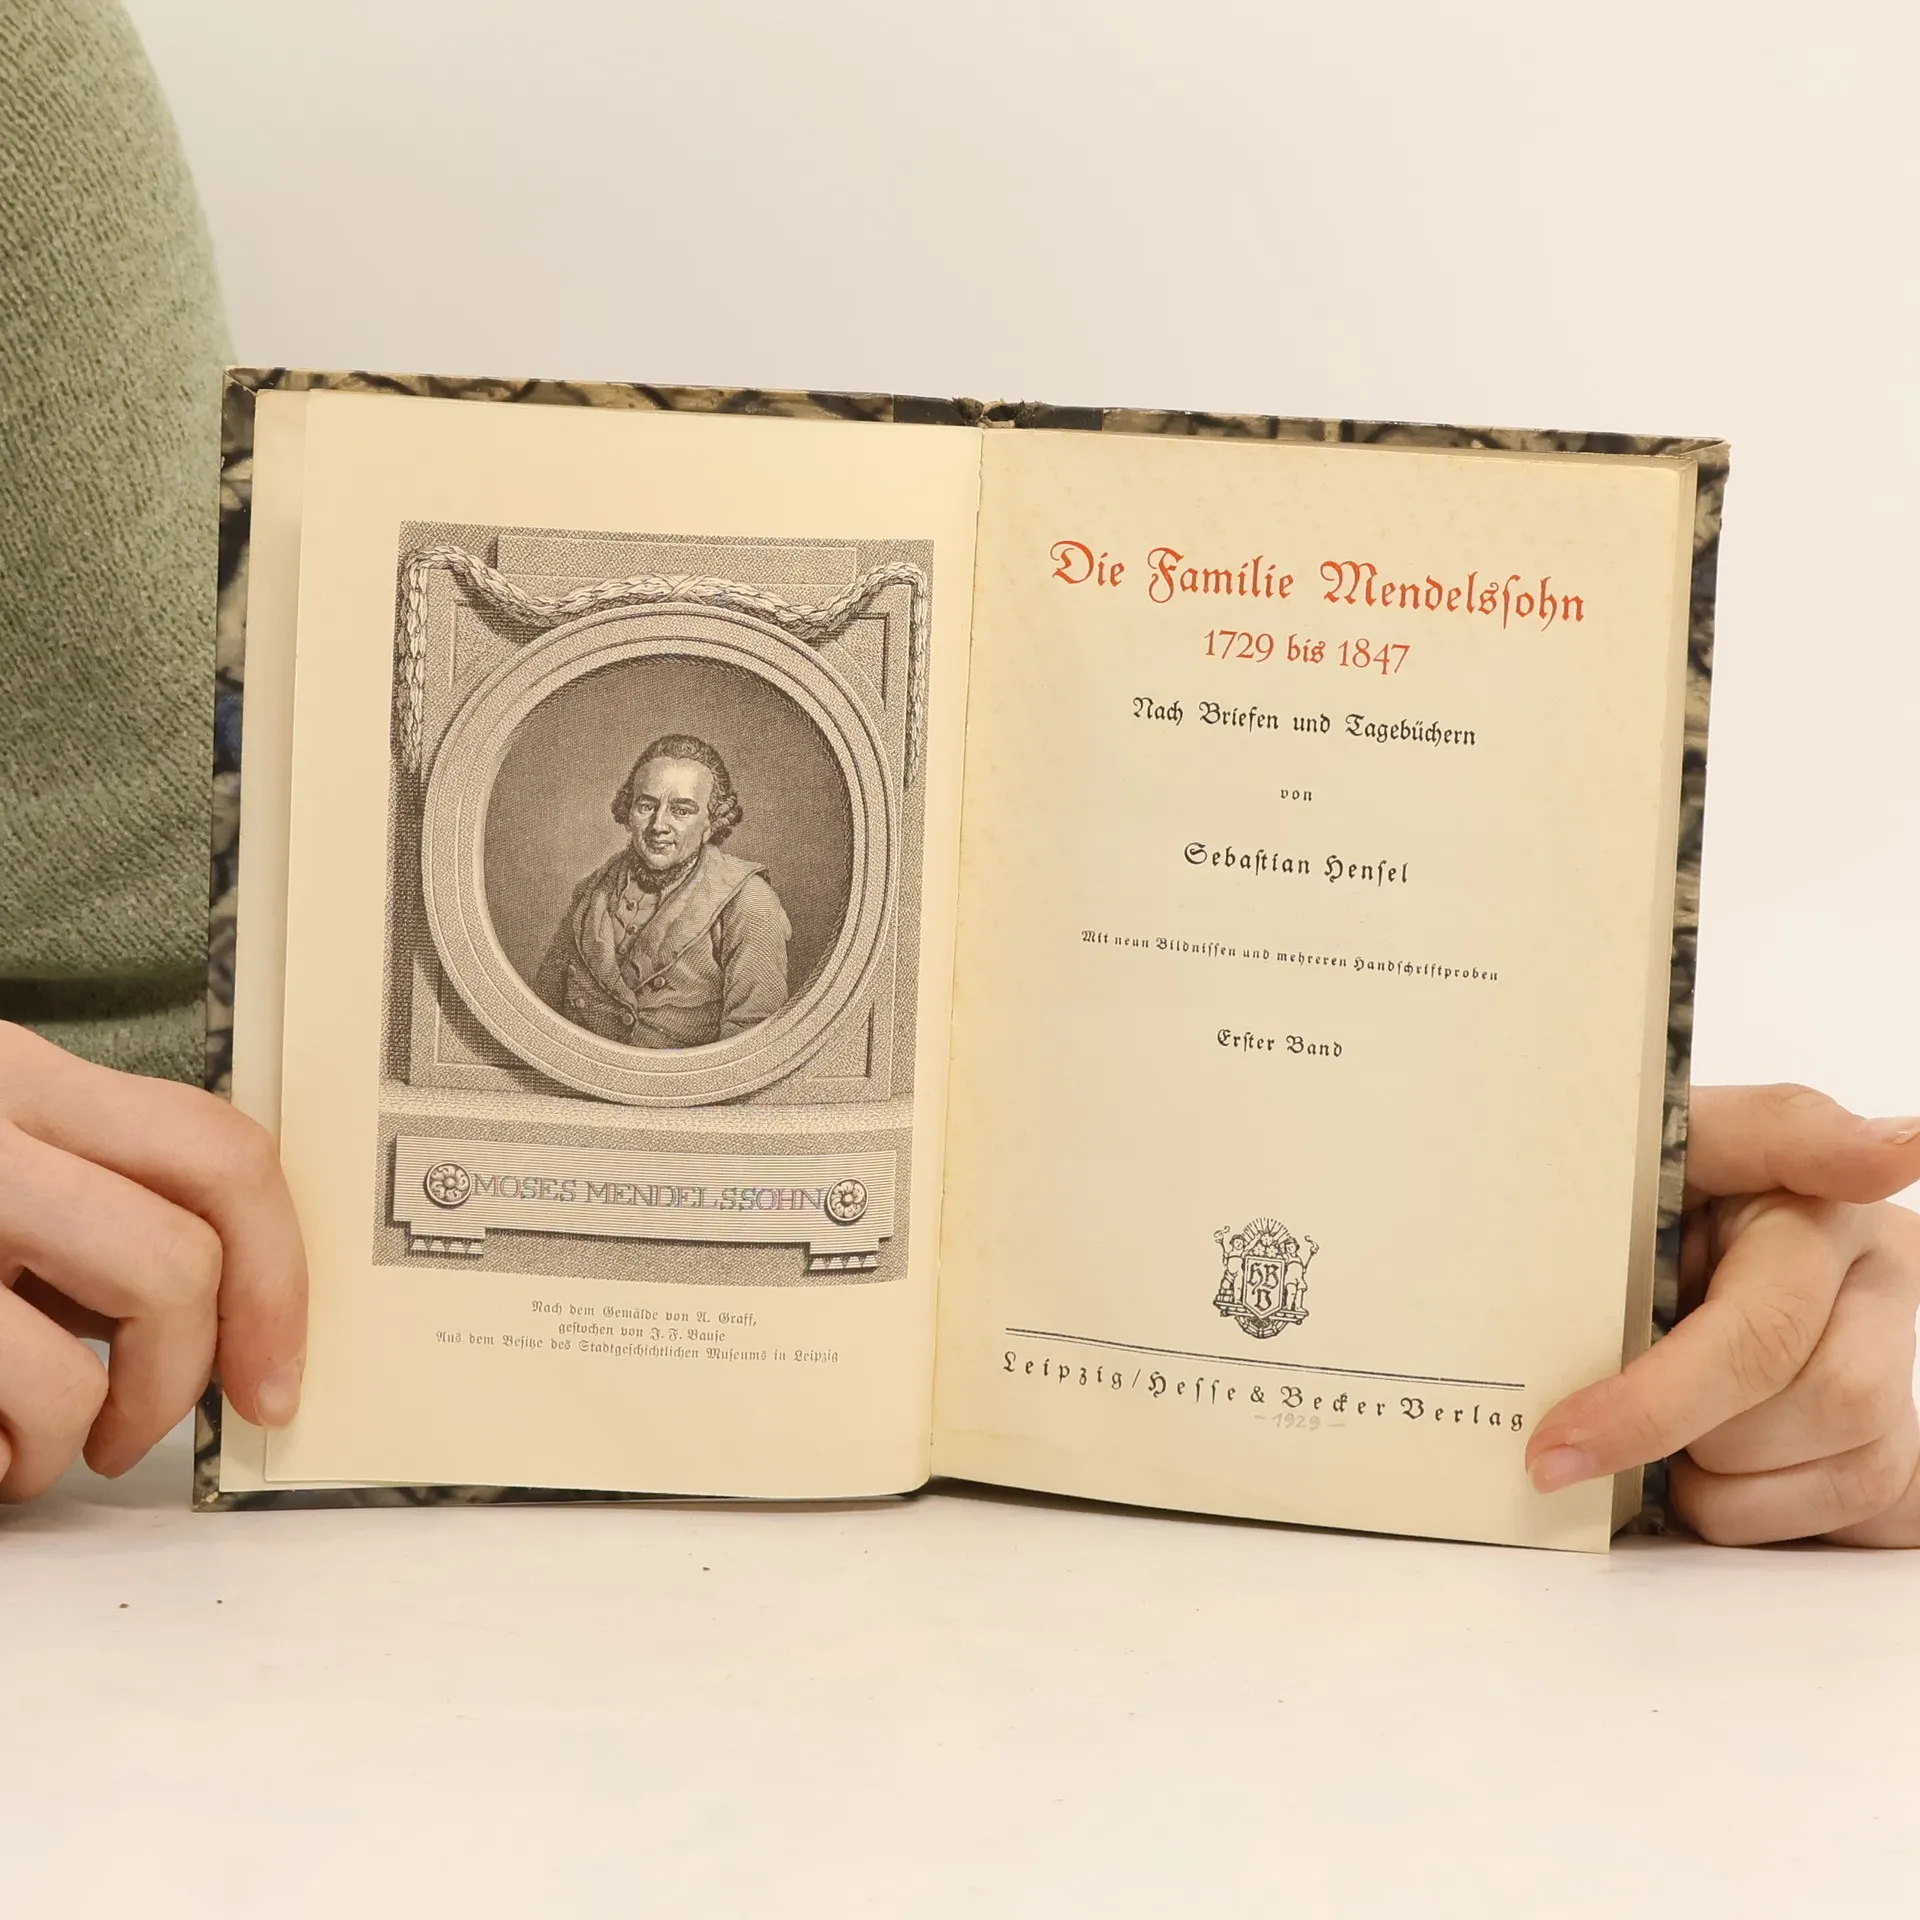 MOSES MENDELSSOHN
Nach dem Gemälde von A. Graff,
gestochen von J. F. Bause
Aus dem Besitze des Stadtgeschichtlichen Museums in Leipzig
Die Familie Mendelsſohn
1729 bis 1847
Nach Briefen und Tagebüchern
von
Sebaſtian Henſel
Mit neun Bildniſſen und mehreren Handſchriftproben
Erſter Band
HB
V
Leipzig/Heſſe & Becker Verlag
- 1929 -